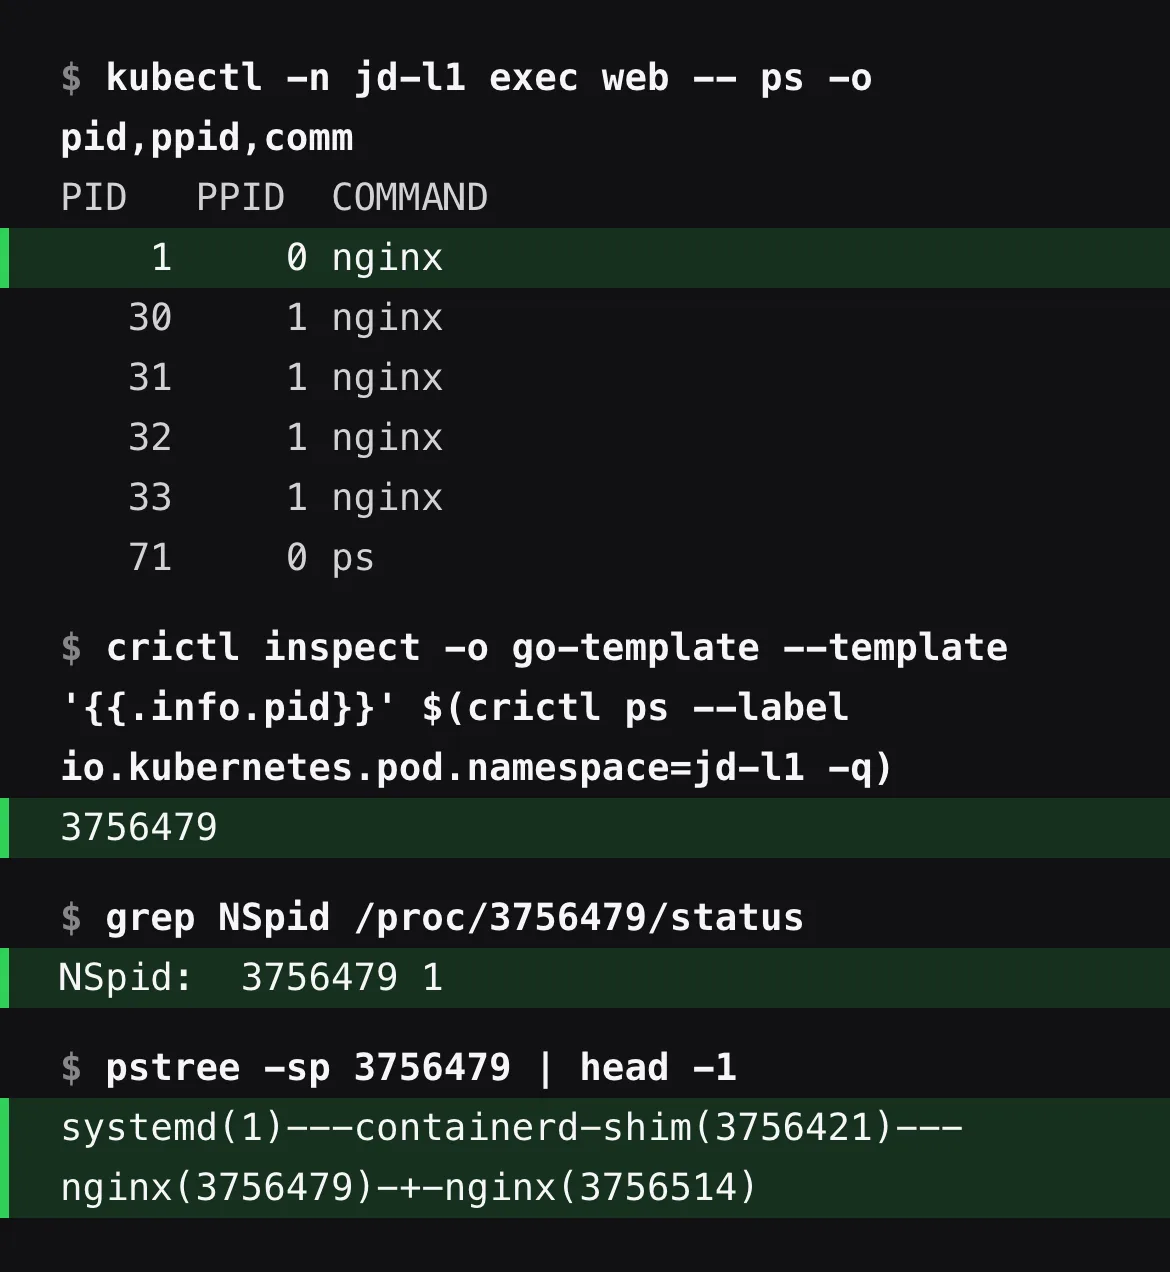 $ kubectl -n jd-l1 exec web -- ps -o
pid,ppid,comm
PID   PPID  COMMAND
    1     0 nginx
   30     1 nginx
   31     1 nginx
   32     1 nginx
   33     1 nginx
   71     0 ps
$ crictl inspect -o go-template --template
'{{.info.pid}}' $(crictl ps --label
io.kubernetes.pod.namespace=jd-l1 -q)
3756479
$ grep NSpid /proc/3756479/status
NSpid:  3756479 1
$ pstree -sp 3756479 | head -1
systemd(1)---containerd-shim(3756421)---
nginx(3756479)-+-nginx(3756514)